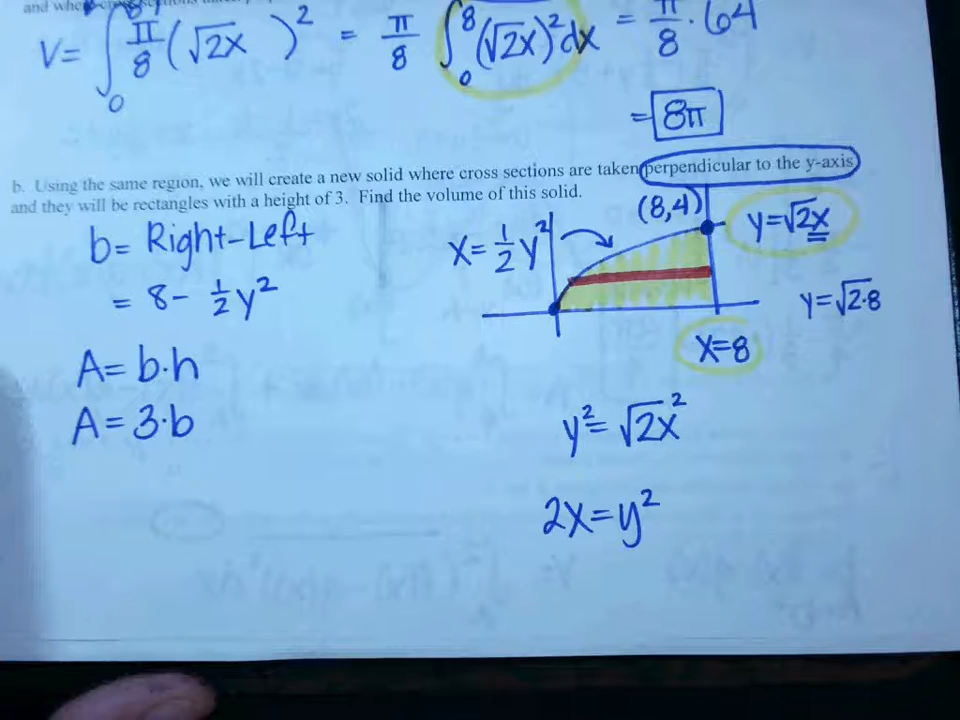 V= ∫₀⁸ π/8 (√2x )² = π/8 ∫₀⁸ (√2x)² dx = π/8 · 64
= 8π
b. Using the same region, we will create a new solid where cross sections are taken perpendicular to the y-axis
and they will be rectangles with a height of 3. Find the volume of this solid.
(8,4)
b= Right-Left
x= ½y²
y=√2x
= 8- ½y²
y=√2·8
x=8
A= b·h
A= 3·b
y²= √2x²
2x=y²